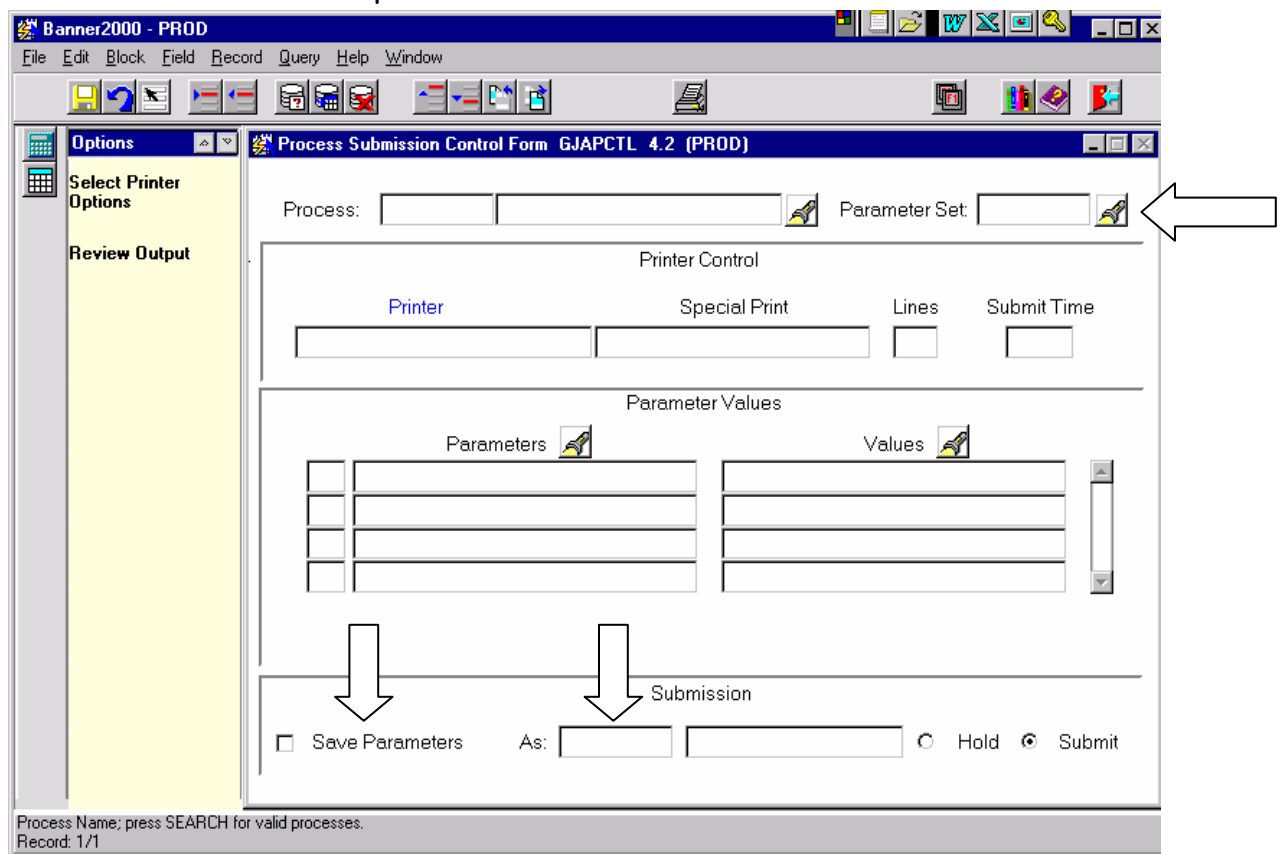 Banner2000 - PROD
File Edit Block Field Record Query Help Window
Options
Select Printer
Options
Review Output
Process Submission Control Form GJAPCTL 4.2 (PROD)
Process: Parameter Set:
Printer Control
Printer Special Print Lines Submit Time
Parameter Values
Parameters Values
Submission
Save Parameters As: Hold Submit
Process Name; press SEARCH for valid processes.
Record: 1/1